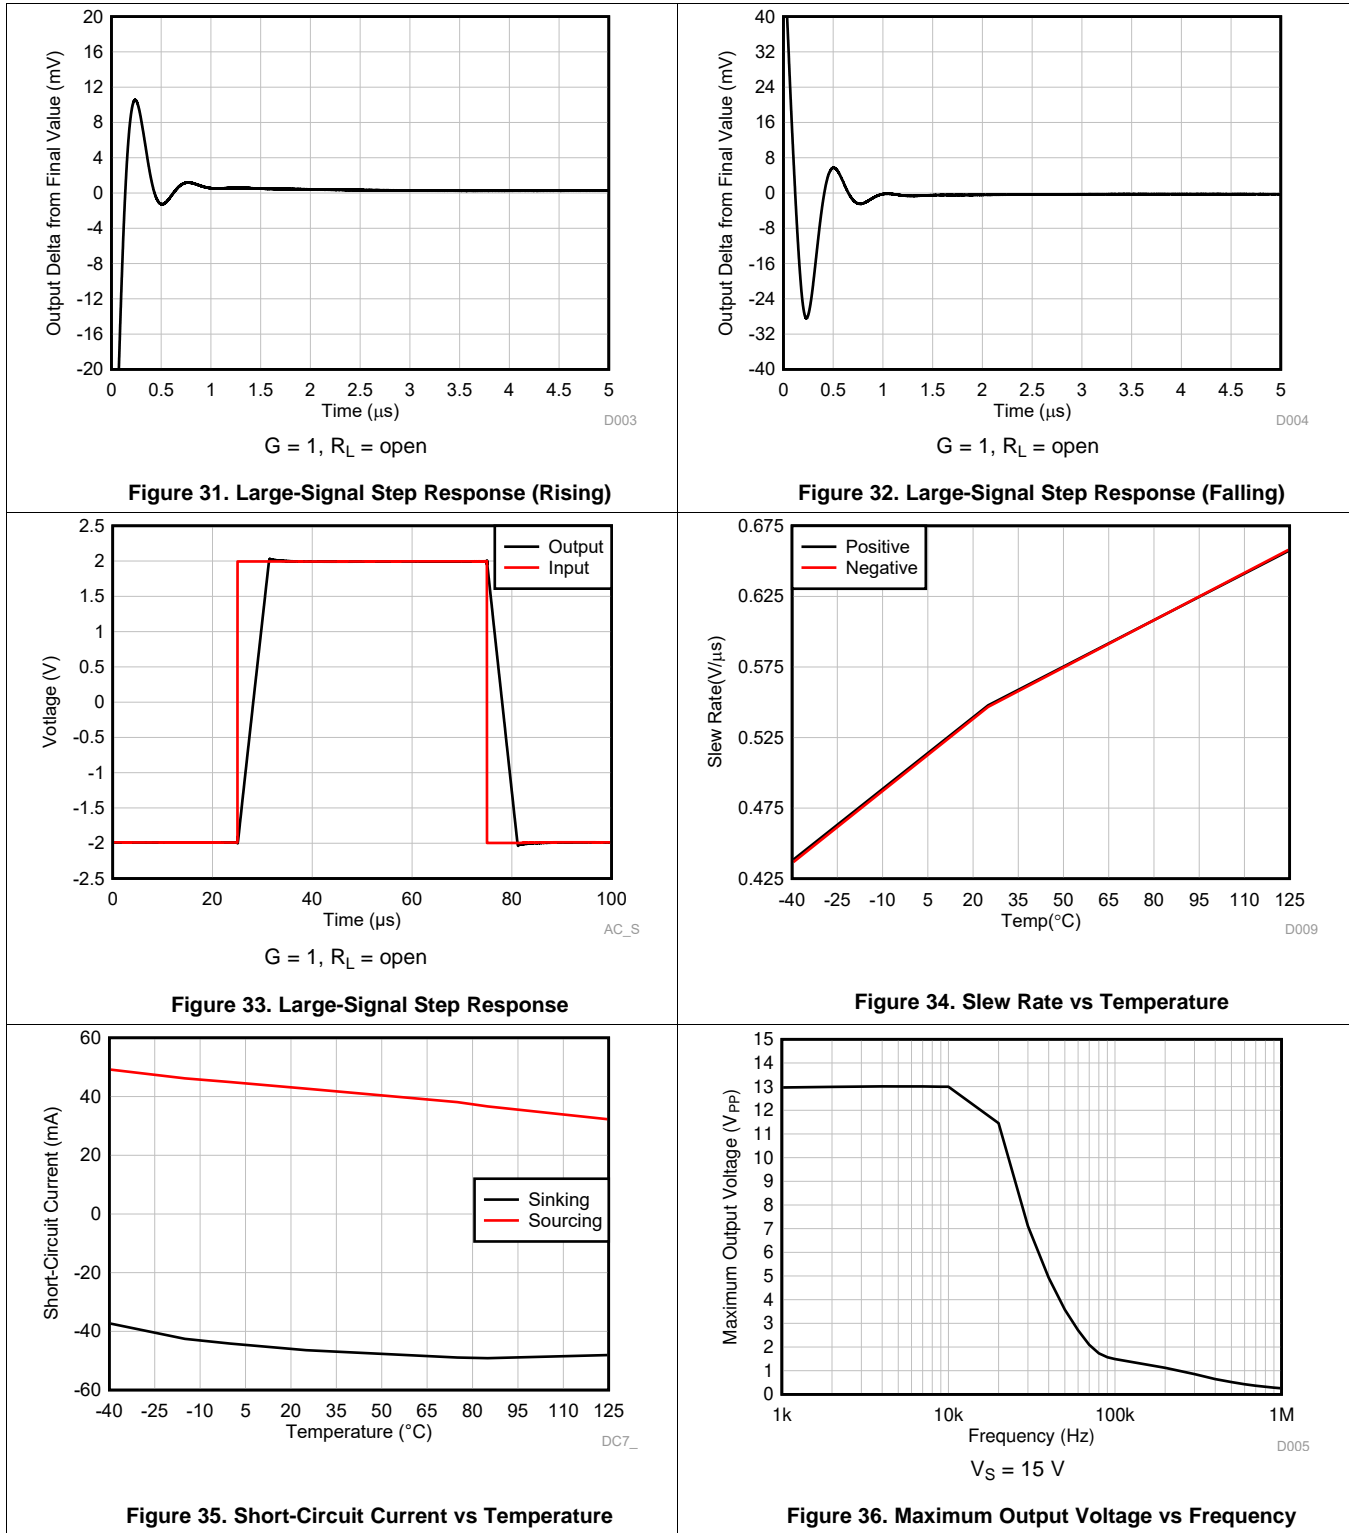 Output Delta from Final Value (mV)
20
16
12
8
4
0
-4
-8
-12
-16
-20
0 0.5 1 1.5 2 2.5 3 3.5 4 4.5 5
Time (μs)
D003
G = 1, RL = open
Figure 31. Large-Signal Step Response (Rising)
Output Delta from Final Value (mV)
40
32
24
16
8
0
-8
-16
-24
-32
-40
0 0.5 1 1.5 2 2.5 3 3.5 4 4.5 5
Time (μs)
D004
G = 1, RL = open
Figure 32. Large-Signal Step Response (Falling)
Votlage (V)
2.5
2
1.5
1
0.5
0
-0.5
-1
-1.5
-2
-2.5
Output
Input
0 20 40 60 80 100
Time (μs)
AC_S
G = 1, RL = open
Figure 33. Large-Signal Step Response
Slew Rate(V/μs)
0.675
0.625
0.575
0.525
0.475
0.425
Positive
Negative
-40 -25 -10 5 20 35 50 65 80 95 110 125
Temp(°C)
D009
Figure 34. Slew Rate vs Temperature
Short-Circuit Current (mA)
60
40
20
0
-20
-40
-60
Sinking
Sourcing
-40 -25 -10 5 20 35 50 65 80 95 110 125
Temperature (°C)
DC7_
Figure 35. Short-Circuit Current vs Temperature
Maximum Output Voltage (VPP)
15
14
13
12
11
10
9
8
7
6
5
4
3
2
1
0
1k 10k 100k 1M
Frequency (Hz)
D005
VS = 15 V
Figure 36. Maximum Output Voltage vs Frequency